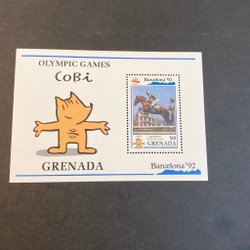 OLYMPIC GAMES
COBi
Barcelona '92
GRENADA
GRENADA
Barcelona '92